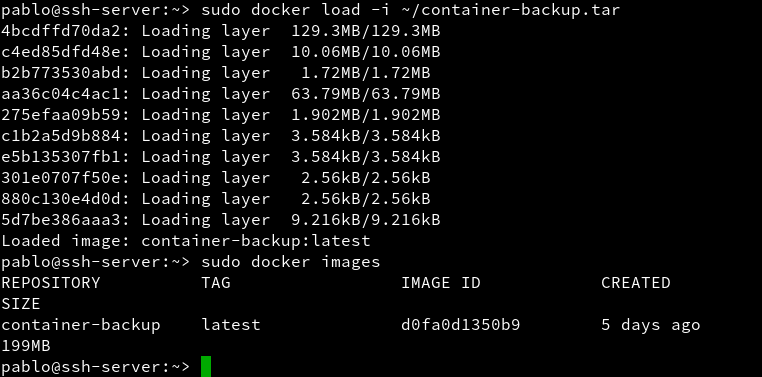 pablo@ssh-server:~> sudo docker load -i ~/container-backup.tar
4bcdffd70da2: Loading layer  129.3MB/129.3MB
c4ed85dfd48e: Loading layer  10.06MB/10.06MB
b2b773530abd: Loading layer   1.72MB/1.72MB
aa36c04c4ac1: Loading layer  63.79MB/63.79MB
275efaa09b59: Loading layer  1.902MB/1.902MB
c1b2a5d9b884: Loading layer  3.584kB/3.584kB
e5b135307fb1: Loading layer  3.584kB/3.584kB
301e0707f50e: Loading layer   2.56kB/2.56kB
880c130e4d0d: Loading layer   2.56kB/2.56kB
5d7be386aaa3: Loading layer  9.216kB/9.216kB
Loaded image: container-backup:latest
pablo@ssh-server:~> sudo docker images
REPOSITORY          TAG                 IMAGE ID            CREATED
SIZE
container-backup    latest              d0fa0d1350b9        5 days ago
199MB
pablo@ssh-server:~>